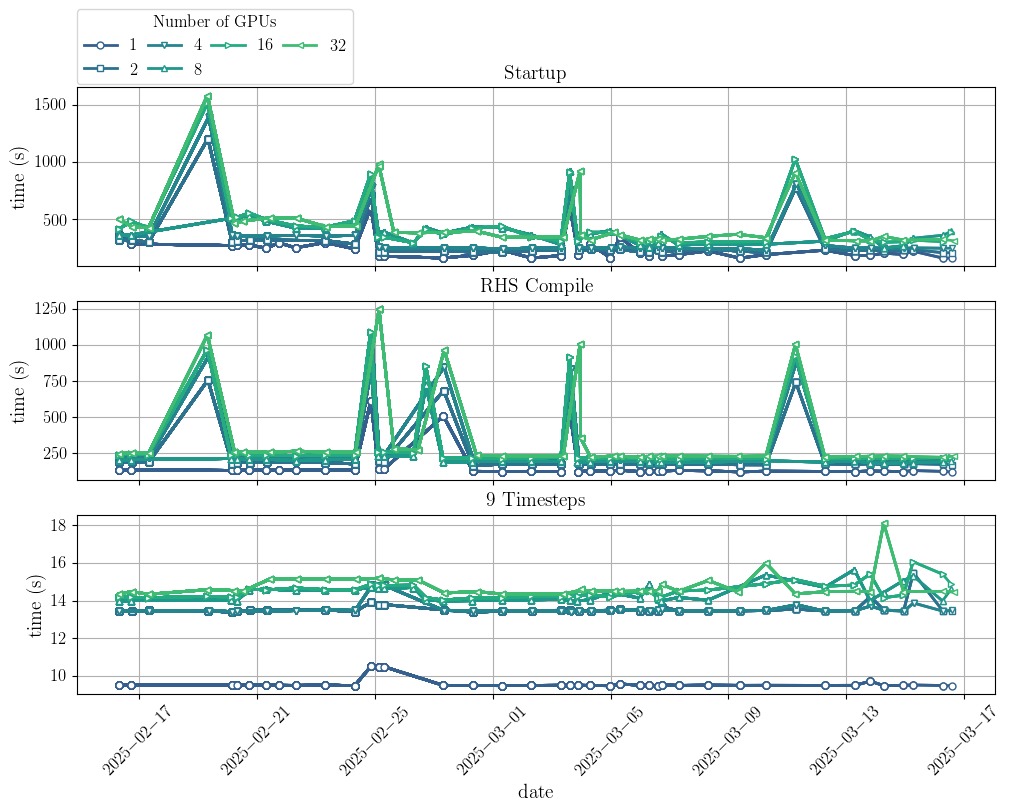 Number of GPUs
1 4 16 32
2 8
Startup
time (s)
1500
1000
500
RHS Compile
time (s)
1250
1000
750
500
250
9 Timesteps
time (s)
18
16
14
12
10
2025−02−17 2025−02−21 2025−02−25 2025−03−01 2025−03−05 2025−03−09 2025−03−13 2025−03−17
date